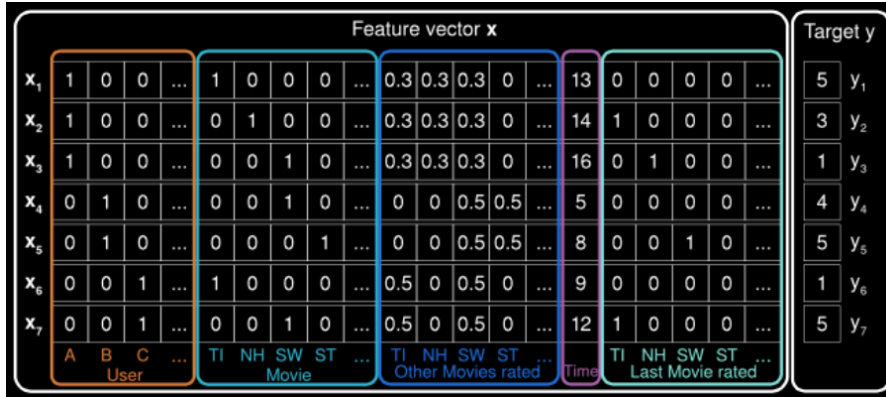 Feature vector x Target y
x1 1 0 0 ... 1 0 0 0 ... 0.3 0.3 0.3 0 ... 13 0 0 0 0 ... 5 y1
x2 1 0 0 ... 0 1 0 0 ... 0.3 0.3 0.3 0 ... 14 1 0 0 0 ... 3 y2
x3 1 0 0 ... 0 0 1 0 ... 0.3 0.3 0.3 0 ... 16 0 1 0 0 ... 1 y3
x4 0 1 0 ... 0 0 1 0 ... 0 0 0.5 0.5 ... 5 0 0 0 0 ... 4 y4
x5 0 1 0 ... 0 0 0 1 ... 0 0 0.5 0.5 ... 8 0 0 1 0 ... 5 y5
x6 0 0 1 ... 1 0 0 0 ... 0.5 0 0.5 0 ... 9 0 0 0 0 ... 1 y6
x7 0 0 1 ... 0 0 1 0 ... 0.5 0 0.5 0 ... 12 1 0 0 0 ... 5 y7
A B C ... TI NH SW ST ... TI NH SW ST ... TI NH SW ST ...
User Movie Other Movies rated Time Last Movie rated